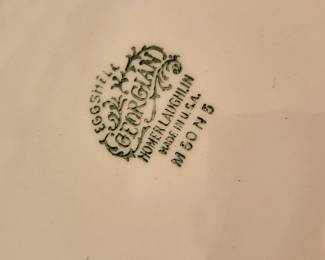 EGGSHELL
GEORGIAN
HOMER LAUGHLIN
MADE IN U.S.A.
M 50 N 5